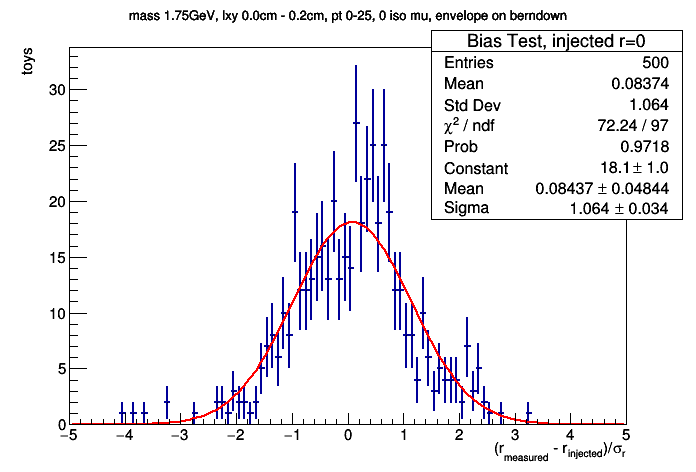 mass 1.75GeV, lxy 0.0cm - 0.2cm, pt 0-25, 0 iso mu, envelope on berndown
toys
Bias Test, injected r=0
Entries 500
Mean 0.08374
Std Dev 1.064
χ² / ndf 72.24 / 97
Prob 0.9718
Constant 18.1 ± 1.0
Mean 0.08437 ± 0.04844
Sigma 1.064 ± 0.034
30
25
20
15
10
5
0
−5 −4 −3 −2 −1 0 1 2 3 4 5
(r_measured - r_injected)/σ_r